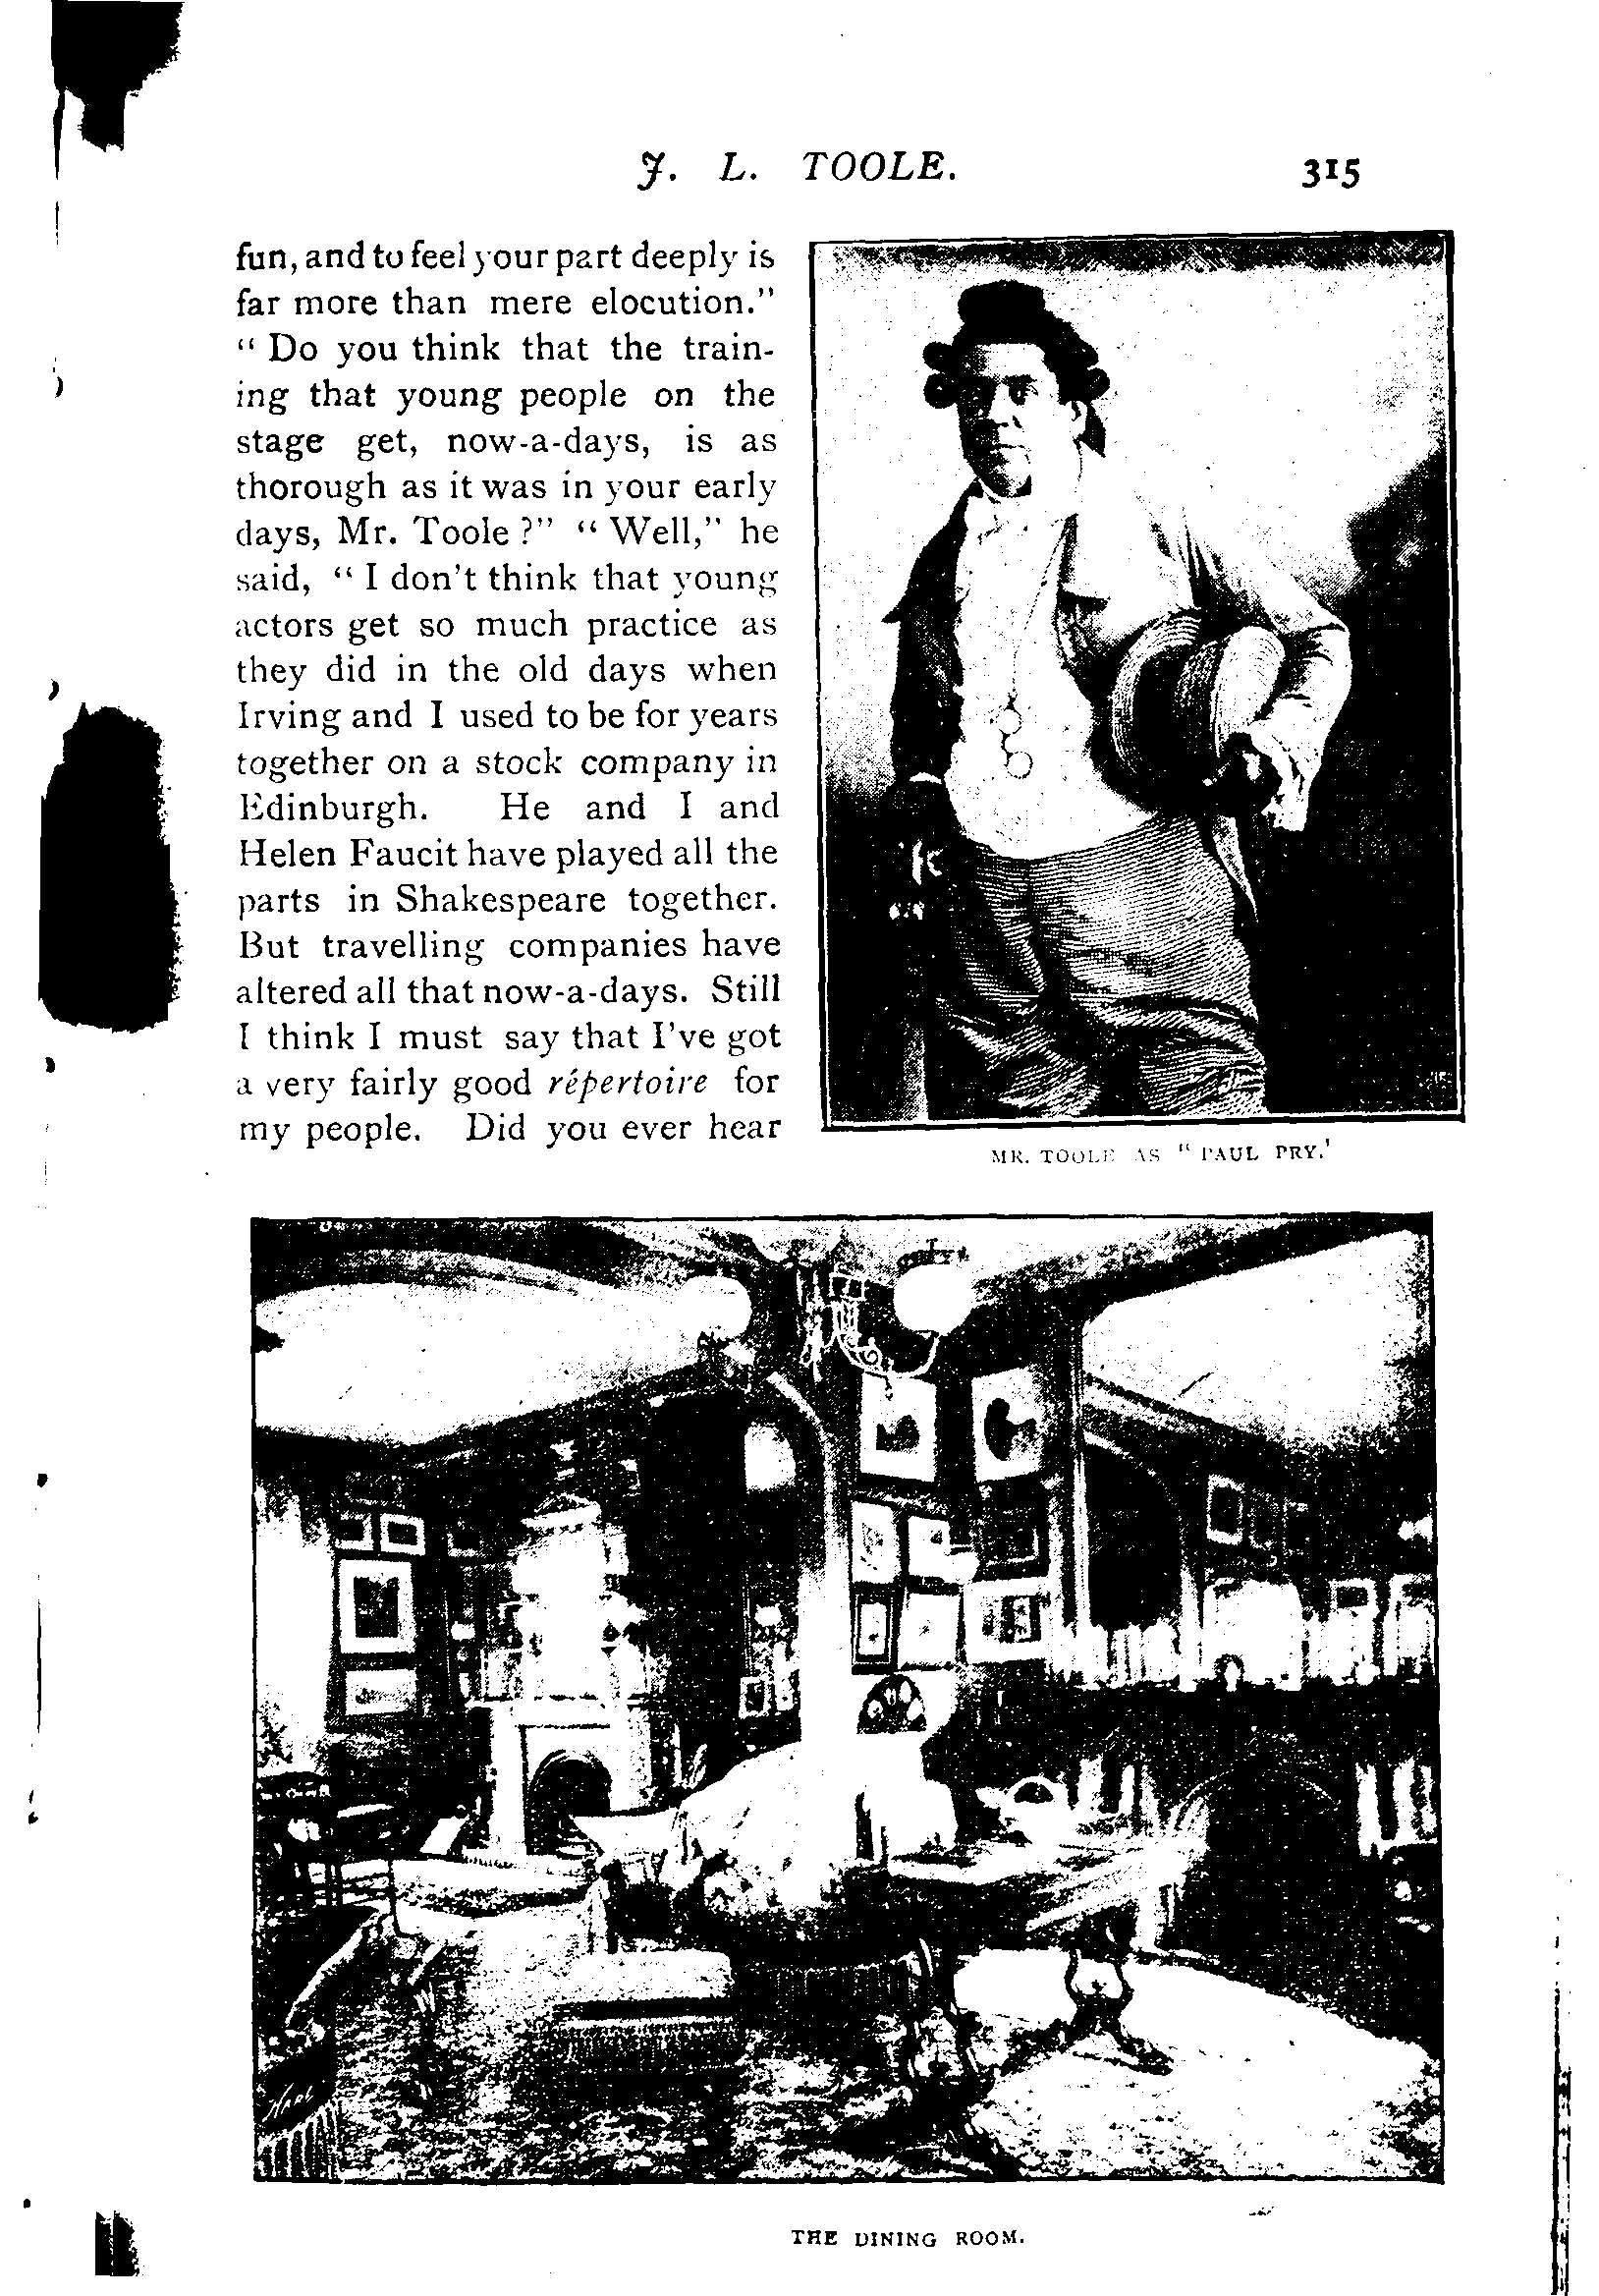 J. L. TOOLE. 315
fun, and to feel your part deeply is
far more than mere elocution."
" Do you think that the train-
ing that young people on the
stage get, now-a-days, is as
thorough as it was in your early
days, Mr. Toole ?" " Well," he
said, " I don't think that young
actors get so much practice as
they did in the old days when
Irving and I used to be for years
together on a stock company in
Edinburgh. He and I and
Helen Faucit have played all the
parts in Shakespeare together.
But travelling companies have
altered all that now-a-days. Still
I think I must say that I've got
a very fairly good répertoire for
my people. Did you ever hear
MR. TOOLE AS " PAUL PRY.'
THE DINING ROOM.